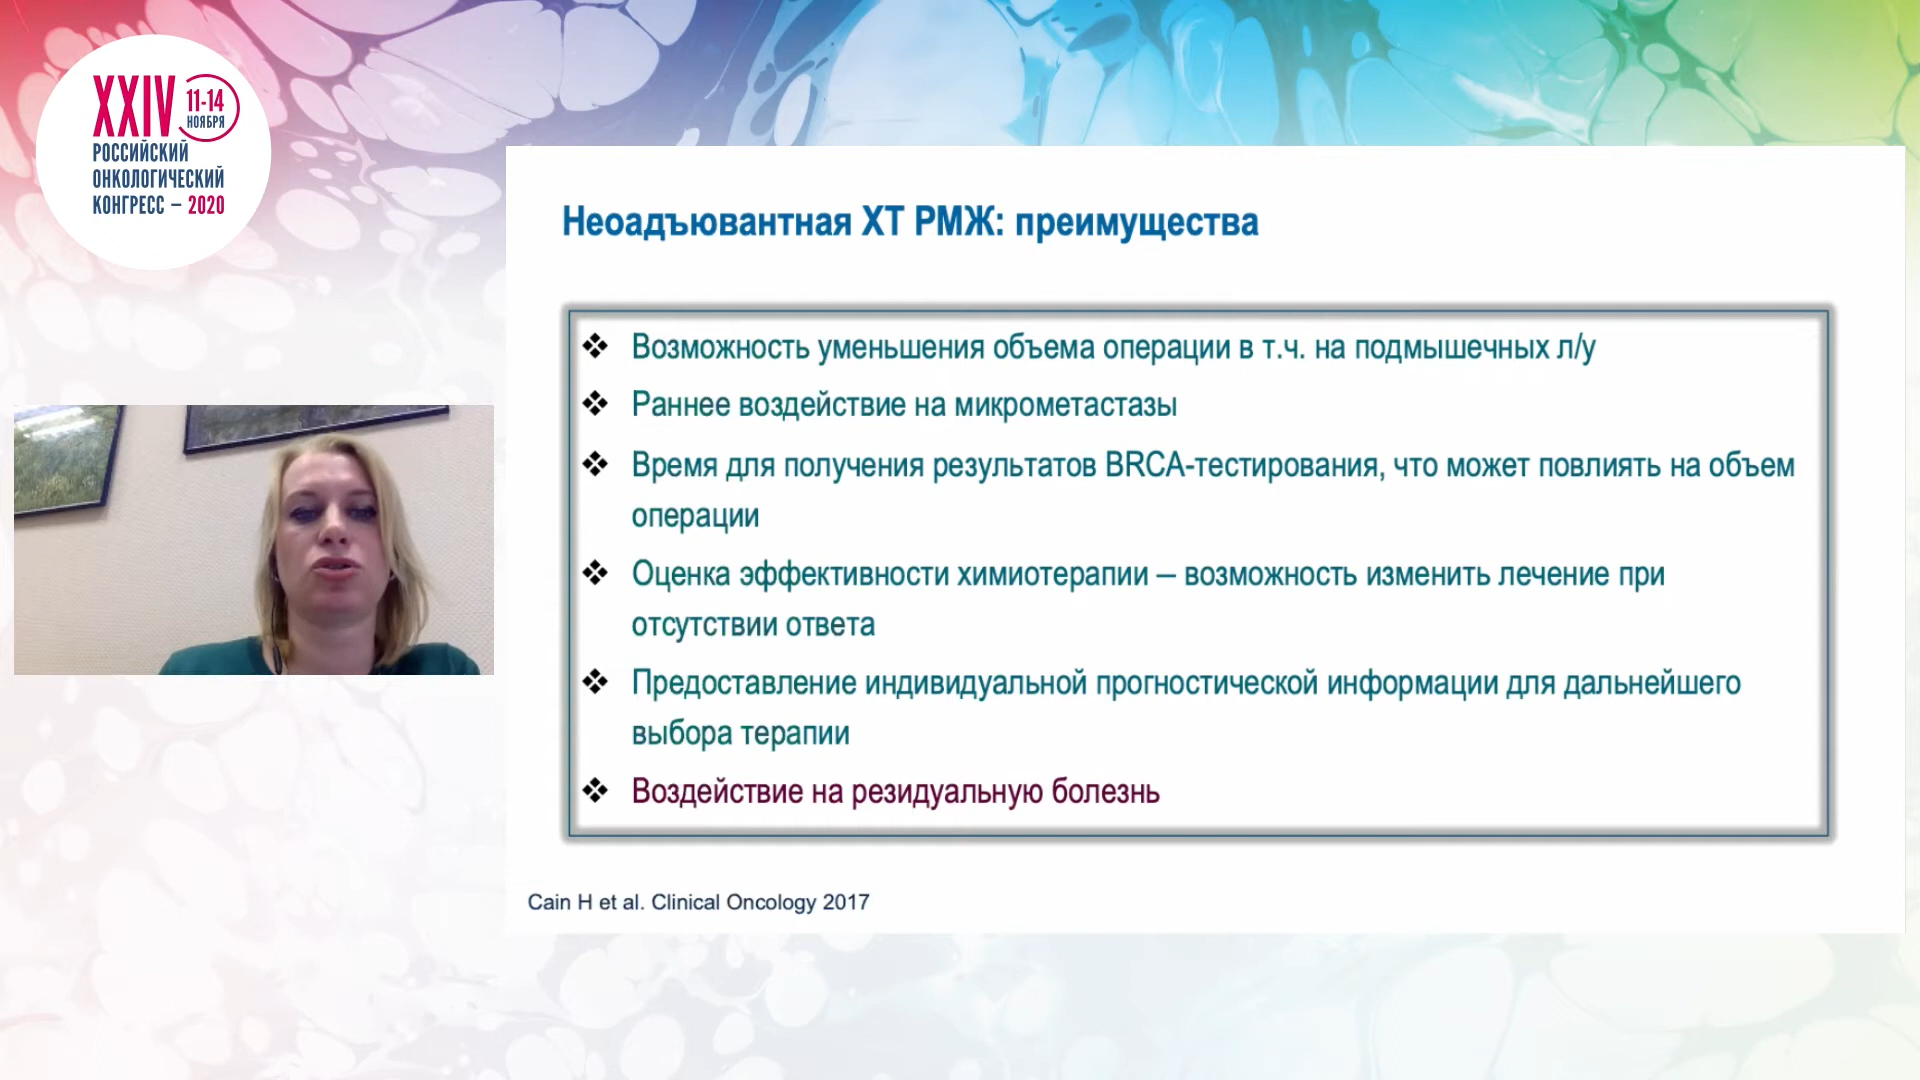 XXIV
11-14
НОЯБРЯ
РОССИЙСКИЙ
ОНКОЛОГИЧЕСКИЙ
КОНГРЕСС – 2020
Неоадъювантная ХТ РМЖ: преимущества
❖ Возможность уменьшения объема операции в т.ч. на подмышечных л/у
❖ Раннее воздействие на микрометастазы
❖ Время для получения результатов BRCA-тестирования, что может повлиять на объем
операции
❖ Оценка эффективности химиотерапии – возможность изменить лечение при
отсутствии ответа
❖ Предоставление индивидуальной прогностической информации для дальнейшего
выбора терапии
❖ Воздействие на резидуальную болезнь
Cain H et al. Clinical Oncology 2017